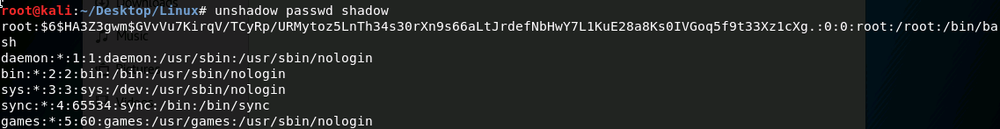 root@kali:~/Desktop/Linux# unshadow passwd shadow
root:$6$HA3Z3gwm$GVvVu7KirqV/TCyRp/URMytoz5LnTh34s30rXn9s66aLtJrdefNbHwY7L1KuE28a8Ks0IVGoq5f9t33Xz1cXg.:0:0:root:/root:/bin/ba
sh
daemon:*:1:1:daemon:/usr/sbin:/usr/sbin/nologin
bin:*:2:2:bin:/bin:/usr/sbin/nologin
sys:*:3:3:sys:/dev:/usr/sbin/nologin
sync:*:4:65534:sync:/bin:/bin/sync
games:*:5:60:games:/usr/games:/usr/sbin/nologin